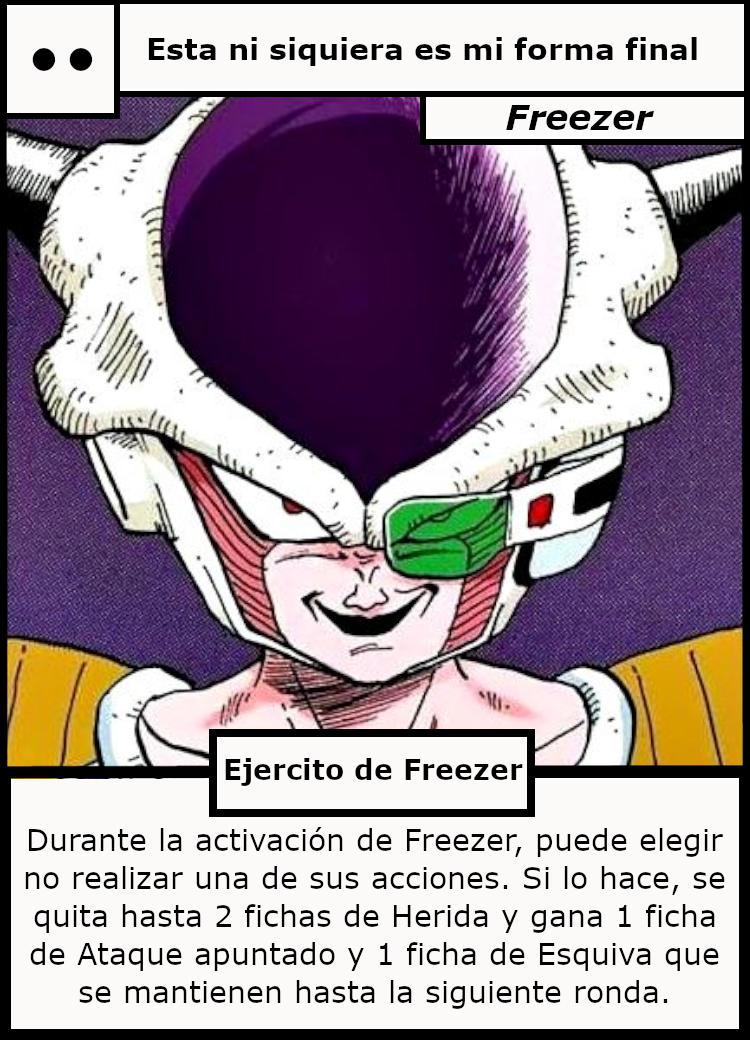 Esta ni siquiera es mi forma final
Freezer
Ejercito de Freezer
Durante la activación de Freezer, puede elegir
no realizar una de sus acciones. Si lo hace, se
quita hasta 2 fichas de Herida y gana 1 ficha
de Ataque apuntado y 1 ficha de Esquiva que
se mantienen hasta la siguiente ronda.